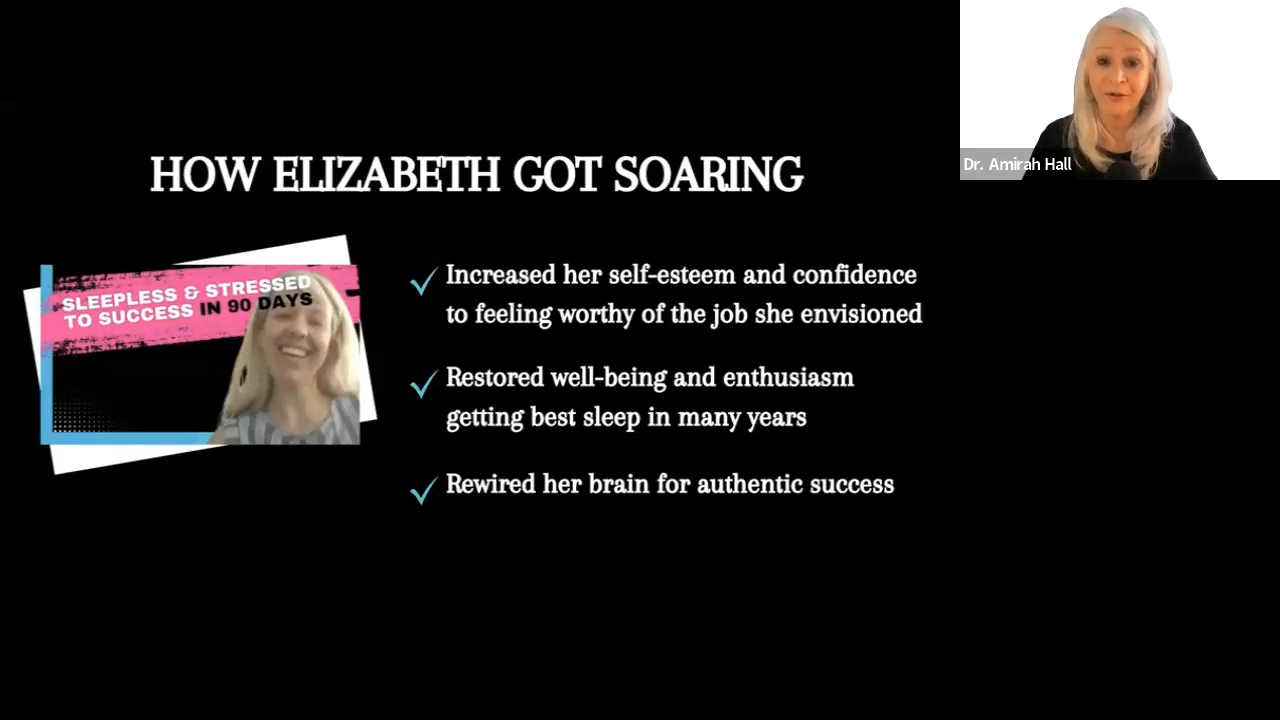 Dr. Amirah Hall
HOW ELIZABETH GOT SOARING
SLEEPLESS & STRESSED
TO SUCCESS IN 90 DAYS
Increased her self-esteem and confidence
to feeling worthy of the job she envisioned
Restored well-being and enthusiasm
getting best sleep in many years
Rewired her brain for authentic success